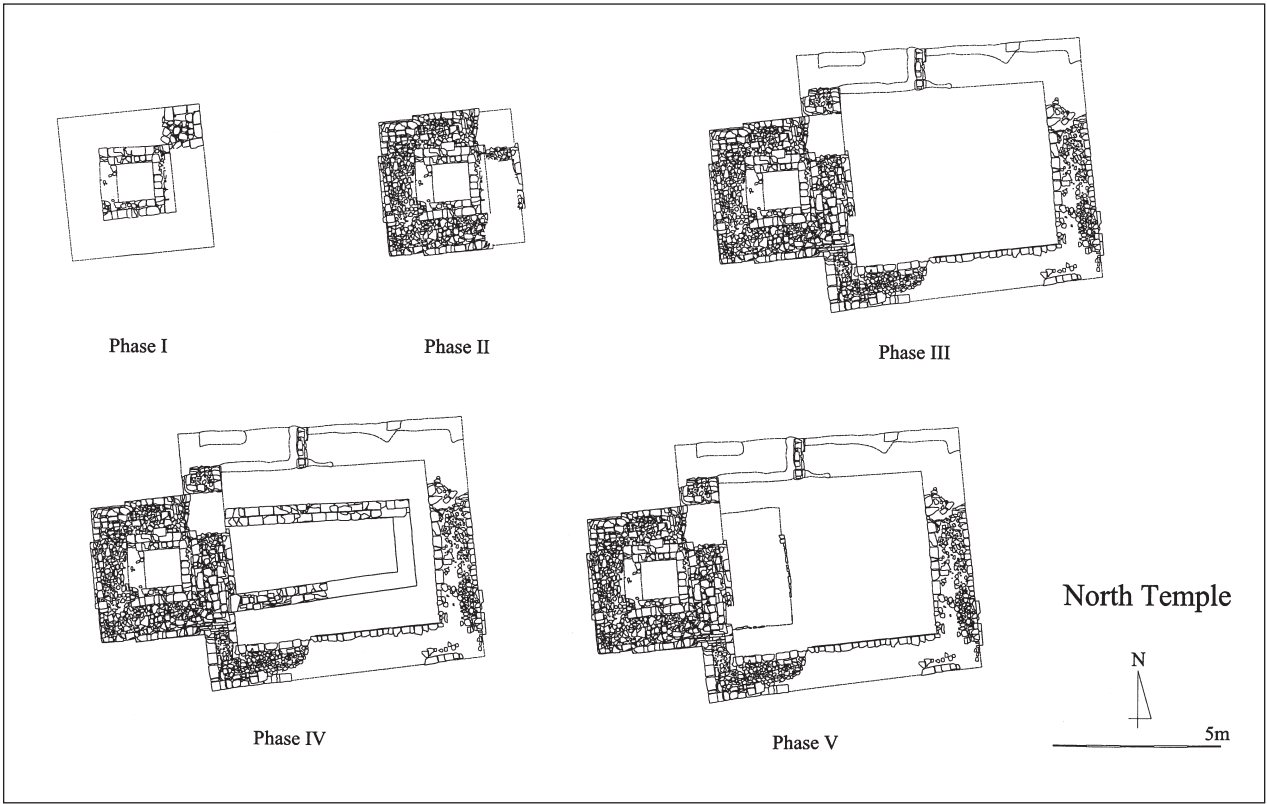 Phase I
Phase II
Phase III
Phase IV
Phase V
North Temple
N
5m